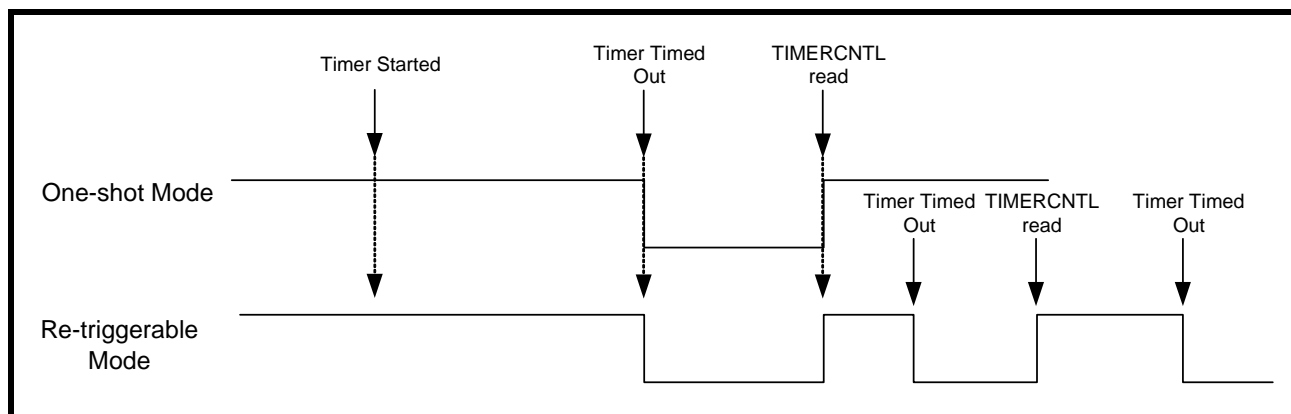 Timer Started
Timer Timed
Out
TIMERCNTL
read
One-shot Mode
Timer Timed
Out
TIMERCNTL
read
Timer Timed
Out
Re-triggerable
Mode